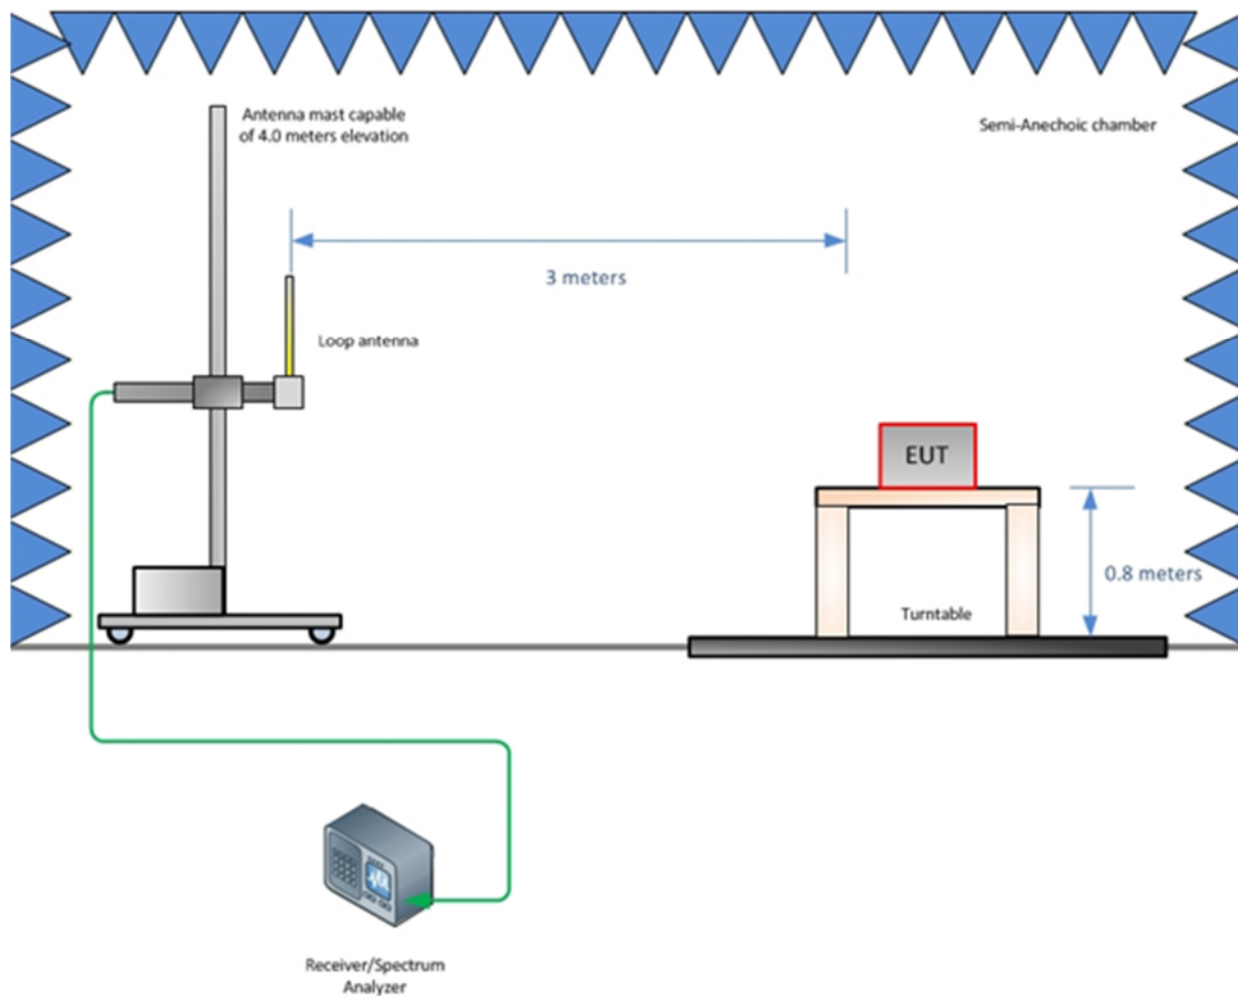 Antenna mast capable
of 4.0 meters elevation
Semi-Anechoic chamber
3 meters
Loop antenna
EUT
0.8 meters
Turntable
Receiver/Spectrum
Analyzer